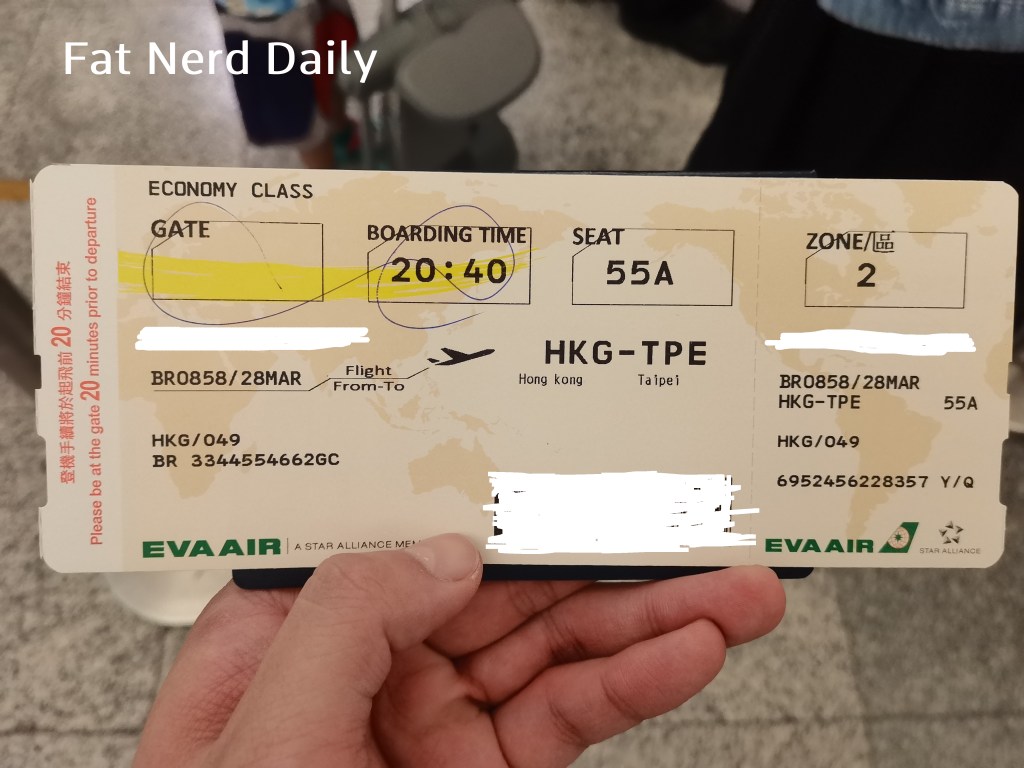 Fat Nerd Daily
ECONOMY CLASS
GATE
BOARDING TIME
20:40
SEAT
55A
ZONE/區
2
登機手續將於起飛前 20 分鐘結束
Please be at the gate 20 minutes prior to departure
BR0858/28MAR
Flight
From-To
HKG-TPE
Hong kong Taipei
HKG/049
BR 3344554662GC
EVA AIR
A STAR ALLIANCE
BR0858/28MAR
HKG-TPE 55A
HKG/049
6952456228357 Y/Q
EVA AIR
STAR ALLIANCE